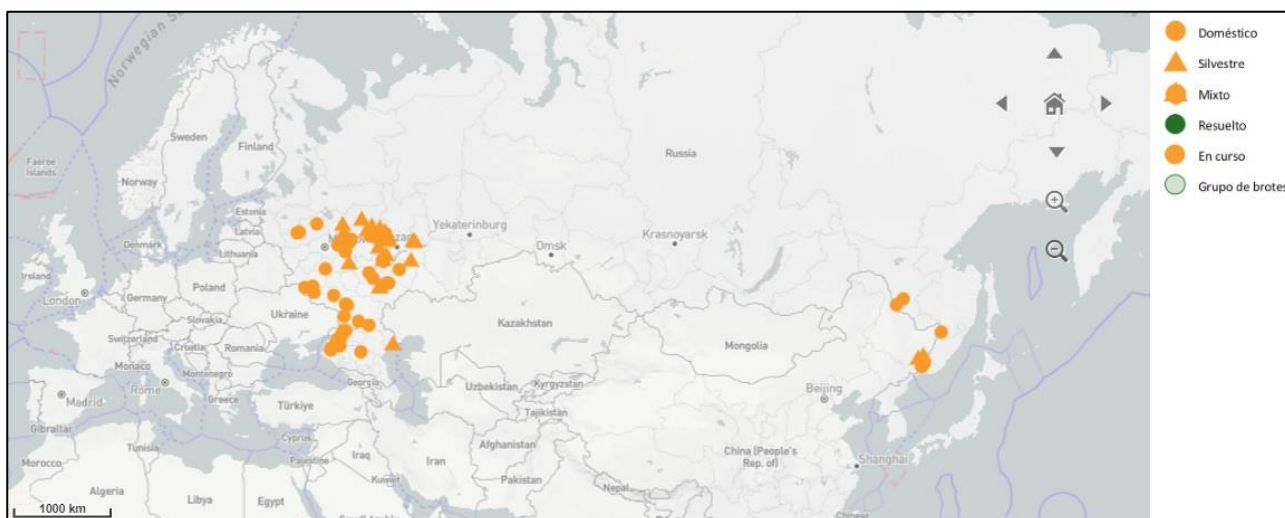 Norwegian
Doméstico
Silvestre
Mixto
Resuelto
En curso
Grupo de brotes
Faeroe
Islands
Sweden
Finland
Norway
Russia
Estonia
Latvia
Lithuania
Denmark
Ireland
London
Yekaterinburg
Omsk
Krasnoyarsk
Poland
Germany
Slovakia
Ukraine
Kazakhstan
Mongolia
Switzerland
Croatia
Romania
Monaco
Montenegro
Rome
Madrid
Greece
Georgia
Türkiye
Uzbekistan
Kyrgyzstan
Tajikistan
Beijing
Gibraltar
Tunisia
Cyprus
Palestine
Iraq
Iran
Afghanistan
China (People's
Rep. of)
Shanghai
Morocco
Algeria
Libya
Egypt
Kuwait
Pakistan
Nepal
1000 km